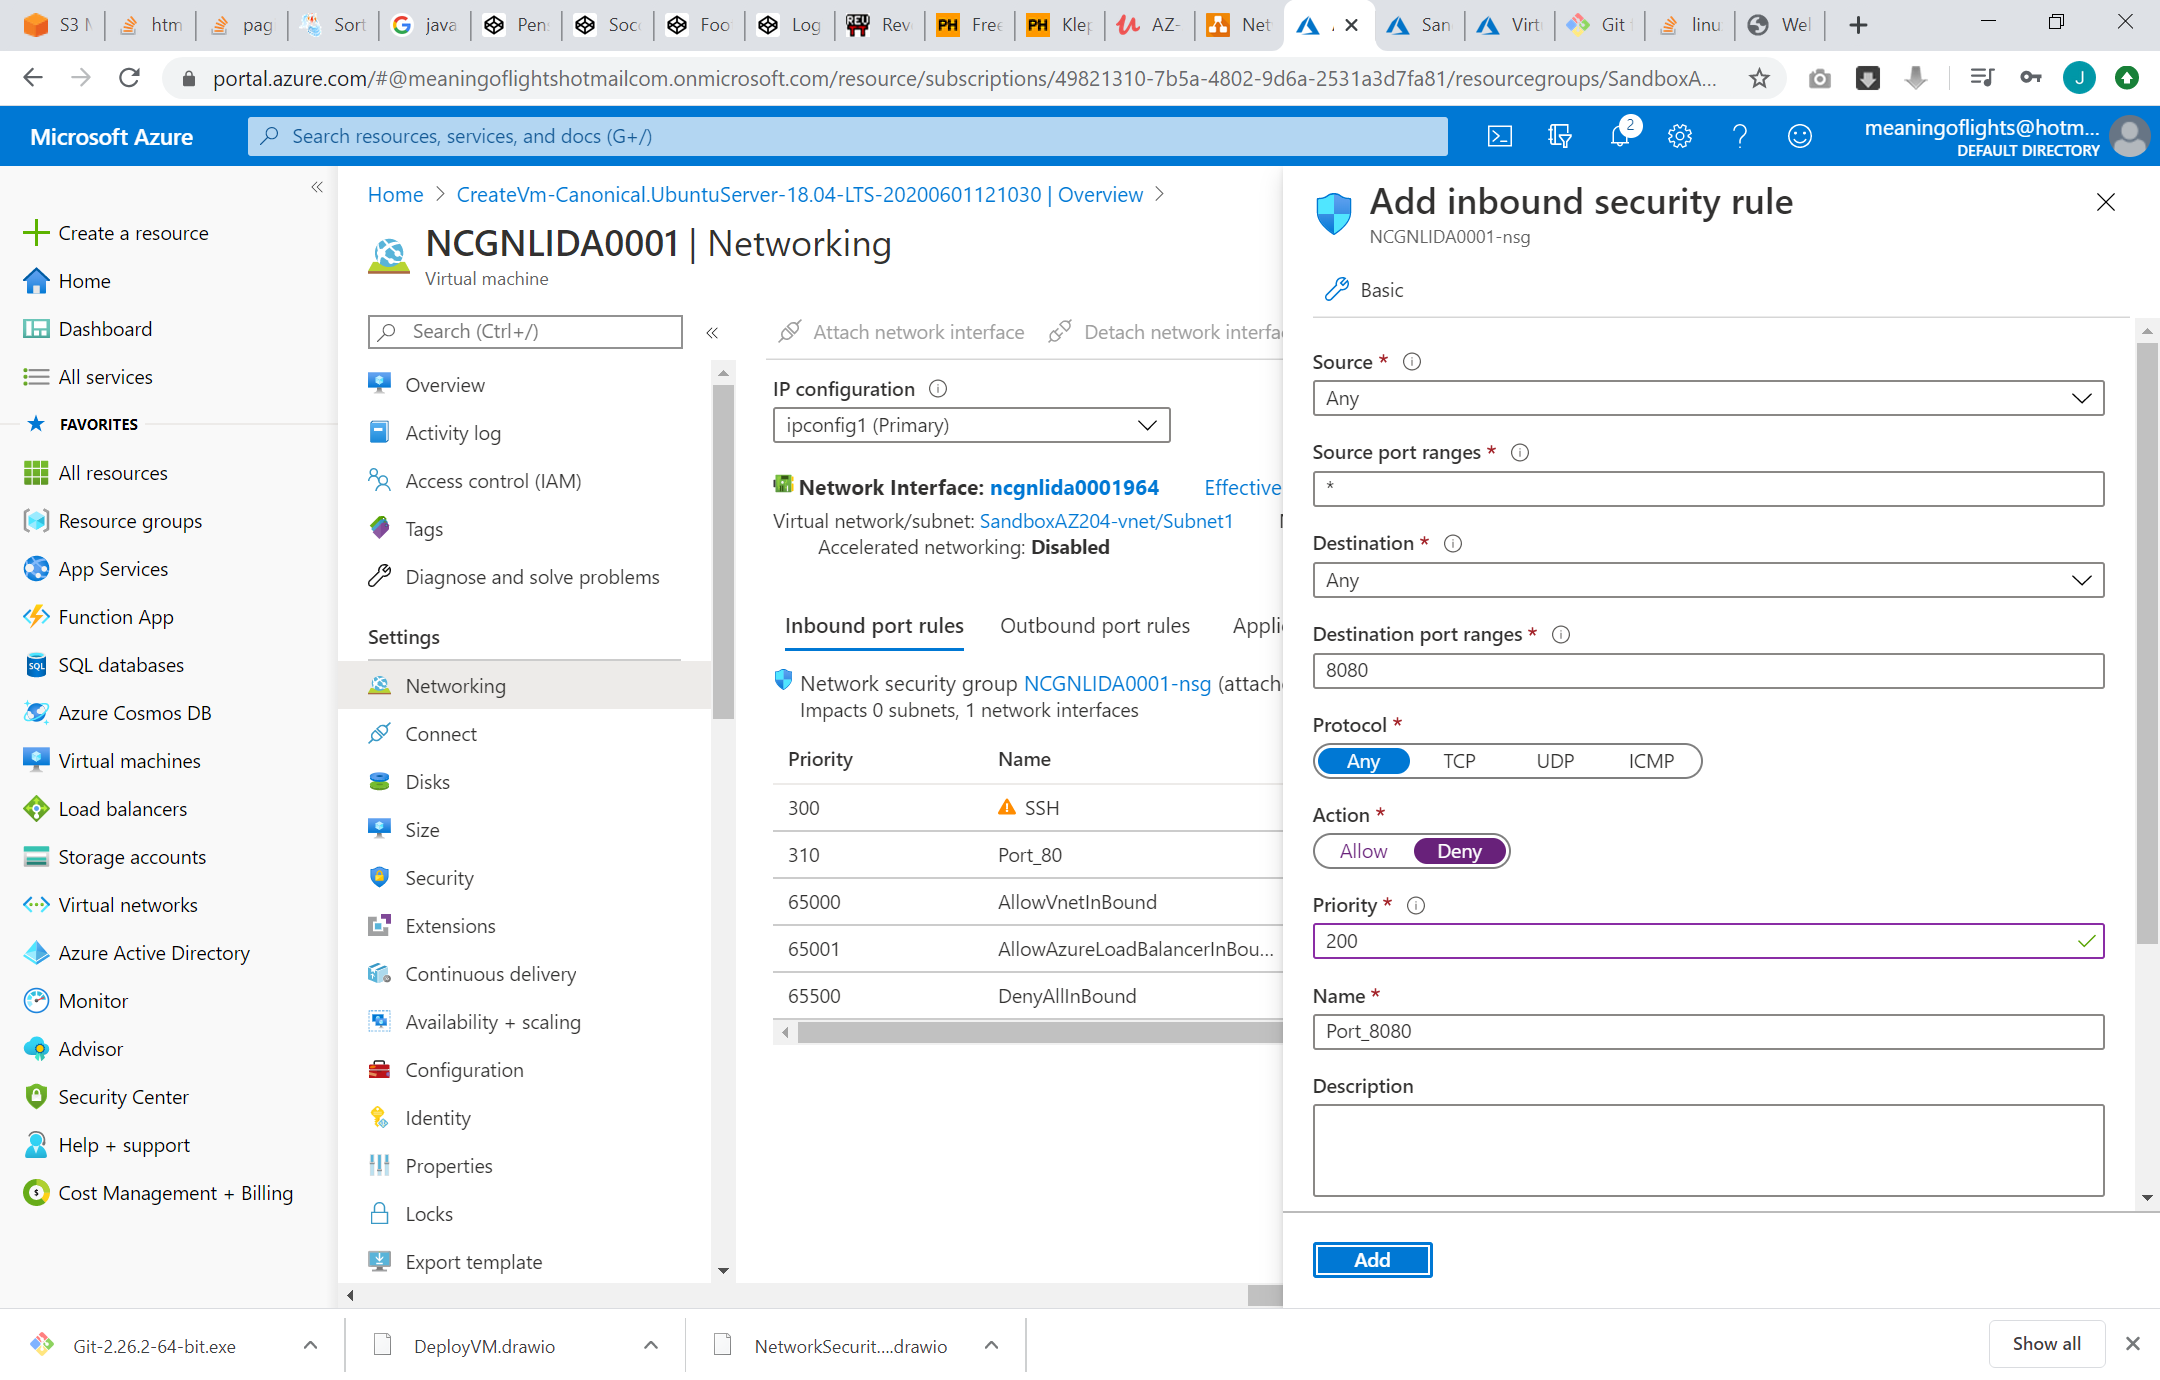 S3 M
htm
pag
Sort
java
Pen
Soc
Foo
Log
Rev
Free
Klep
AZ-
Net
San
Virt
Git
linu
Wel
portal.azure.com/#@meaningoflightshotmailcom.onmicrosoft.com/resource/subscriptions/49821310-7b5a-4802-9d6a-2531a3d7fa81/resourcegroups/SandboxA...
J
Microsoft Azure
Search resources, services, and docs (G+/)
2
meaningoflights@hotm...
DEFAULT DIRECTORY
Create a resource
Home
Dashboard
All services
FAVORITES
All resources
Resource groups
App Services
Function App
SQL databases
Azure Cosmos DB
Virtual machines
Load balancers
Storage accounts
Virtual networks
Azure Active Directory
Monitor
Advisor
Security Center
Help + support
Cost Management + Billing
Home > CreateVm-Canonical.UbuntuServer-18.04-LTS-20200601121030 | Overview >
NCGNLIDA0001 | Networking
Virtual machine
Search (Ctrl+/)
Overview
Activity log
Access control (IAM)
Tags
Diagnose and solve problems
Settings
Networking
Connect
Disks
Size
Security
Extensions
Continuous delivery
Availability + scaling
Configuration
Identity
Properties
Locks
Export template
Attach network interface
Detach network interfa
IP configuration
ipconfig1 (Primary)
Network Interface: ncgnlida0001964 Effective
Virtual network/subnet: SandboxAZ204-vnet/Subnet1
Accelerated networking: Disabled
Inbound port rules Outbound port rules Appli
Network security group NCGNLIDA0001-nsg (attach
Impacts 0 subnets, 1 network interfaces
Priority Name
300 SSH
310 Port_80
65000 AllowVnetInBound
65001 AllowAzureLoadBalancerInBou...
65500 DenyAllInBound
Add inbound security rule
NCGNLIDA0001-nsg
Basic
Source *
Any
Source port ranges *
*
Destination *
Any
Destination port ranges *
8080
Protocol *
Any TCP UDP ICMP
Action *
Allow Deny
Priority *
200
Name *
Port_8080
Description
Add
Git-2.26.2-64-bit.exe
DeployVM.drawio
NetworkSecurit....drawio
Show all